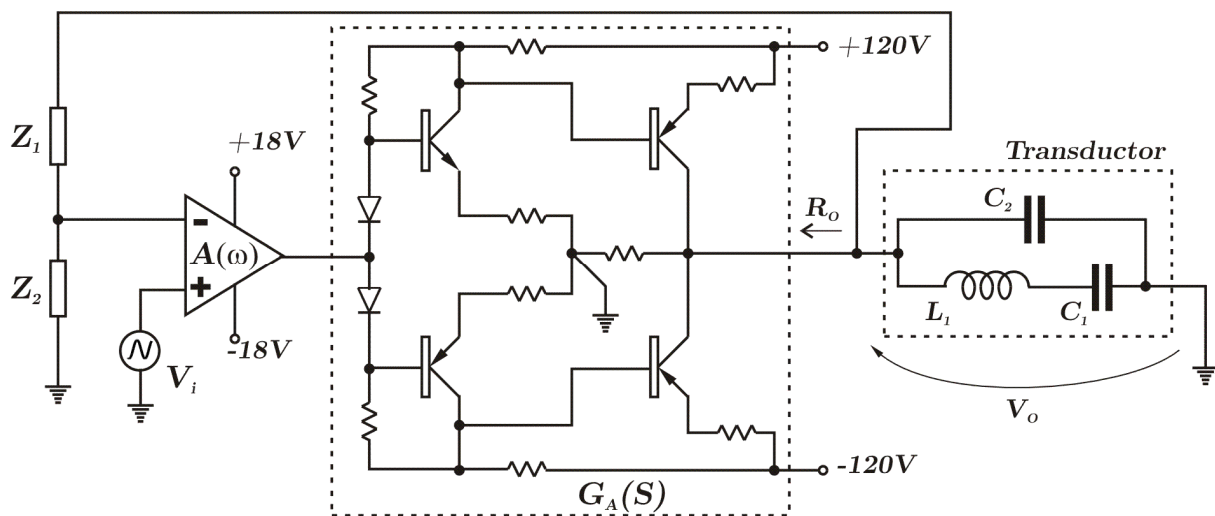 +120V
Z1
+18V
Transductor
C2
Ro
A(ω)
Z2
L1
C1
-18V
Vi
Vo
-120V
GA(S)